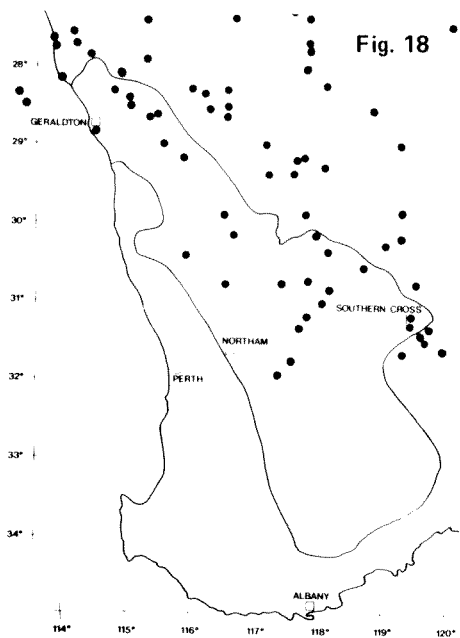 Fig. 18
28°
GERALDTON
29°
30°
31°
SOUTHERN CROSS
NORTHAM
32°
PERTH
33°
34°
ALBANY
114° 115° 116° 117° 118° 119° 120°